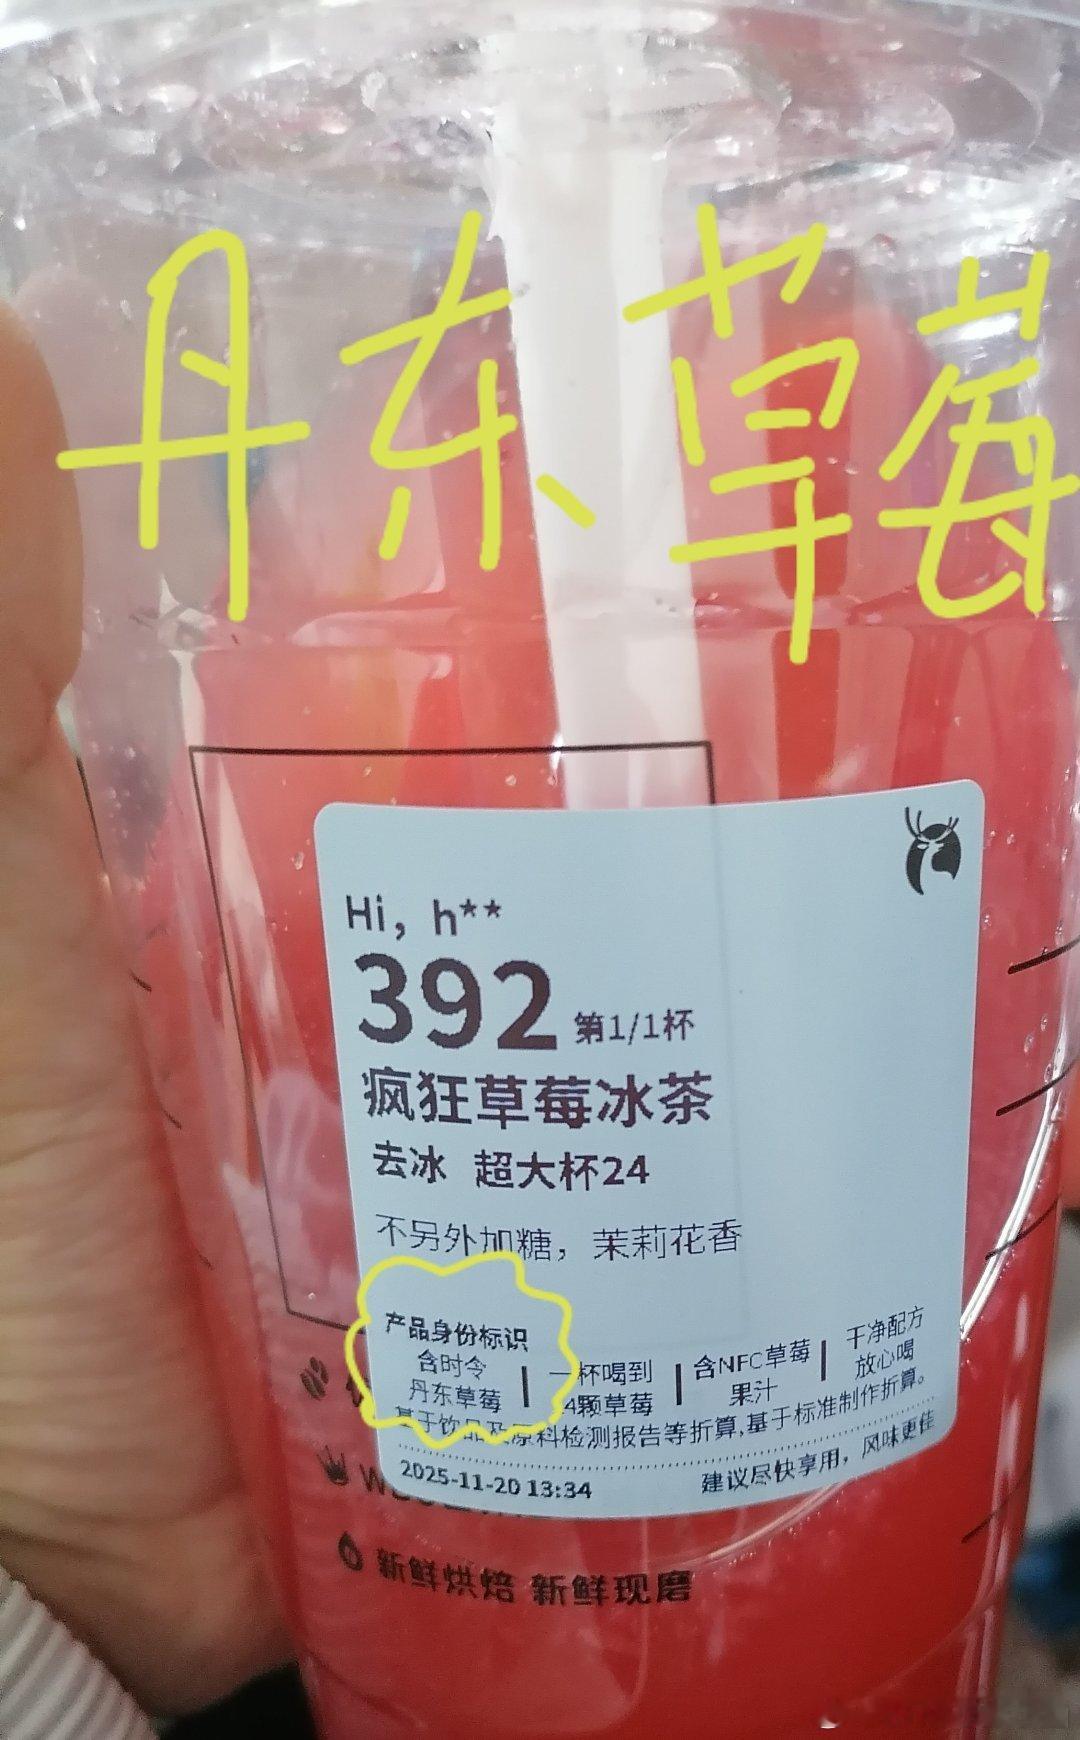 丹东草莓
Hi, h**
392 第1/1杯
疯狂草莓冰茶
去冰 超大杯24
不另外加糖，茉莉花香
产品身份标识
含时令
丹东草莓
一杯喝到
4颗草莓
含NFC草莓
果汁
干净配方
放心喝
基于饮品及原料检测报告等折算,基于标准制作折算。
2025-11-20 13:34
建议尽快享用，风味更佳
新鲜烘焙 新鲜现磨